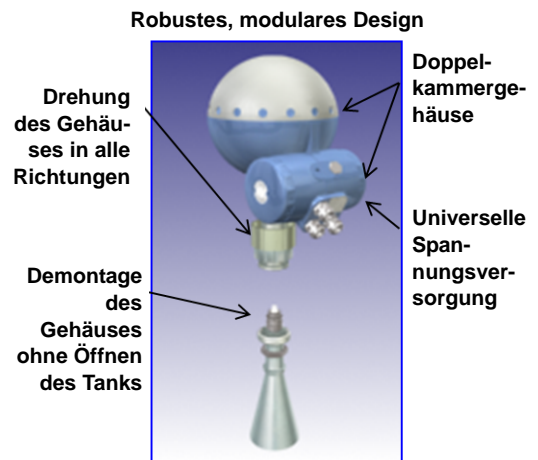 Robustes, modulares Design
Doppel-
kammerge-
häuse
Drehung
des Gehäu-
ses in alle
Richtungen
Universelle
Span-
nungsver-
sorgung
Demontage
des
Gehäuses
ohne Öffnen
des Tanks